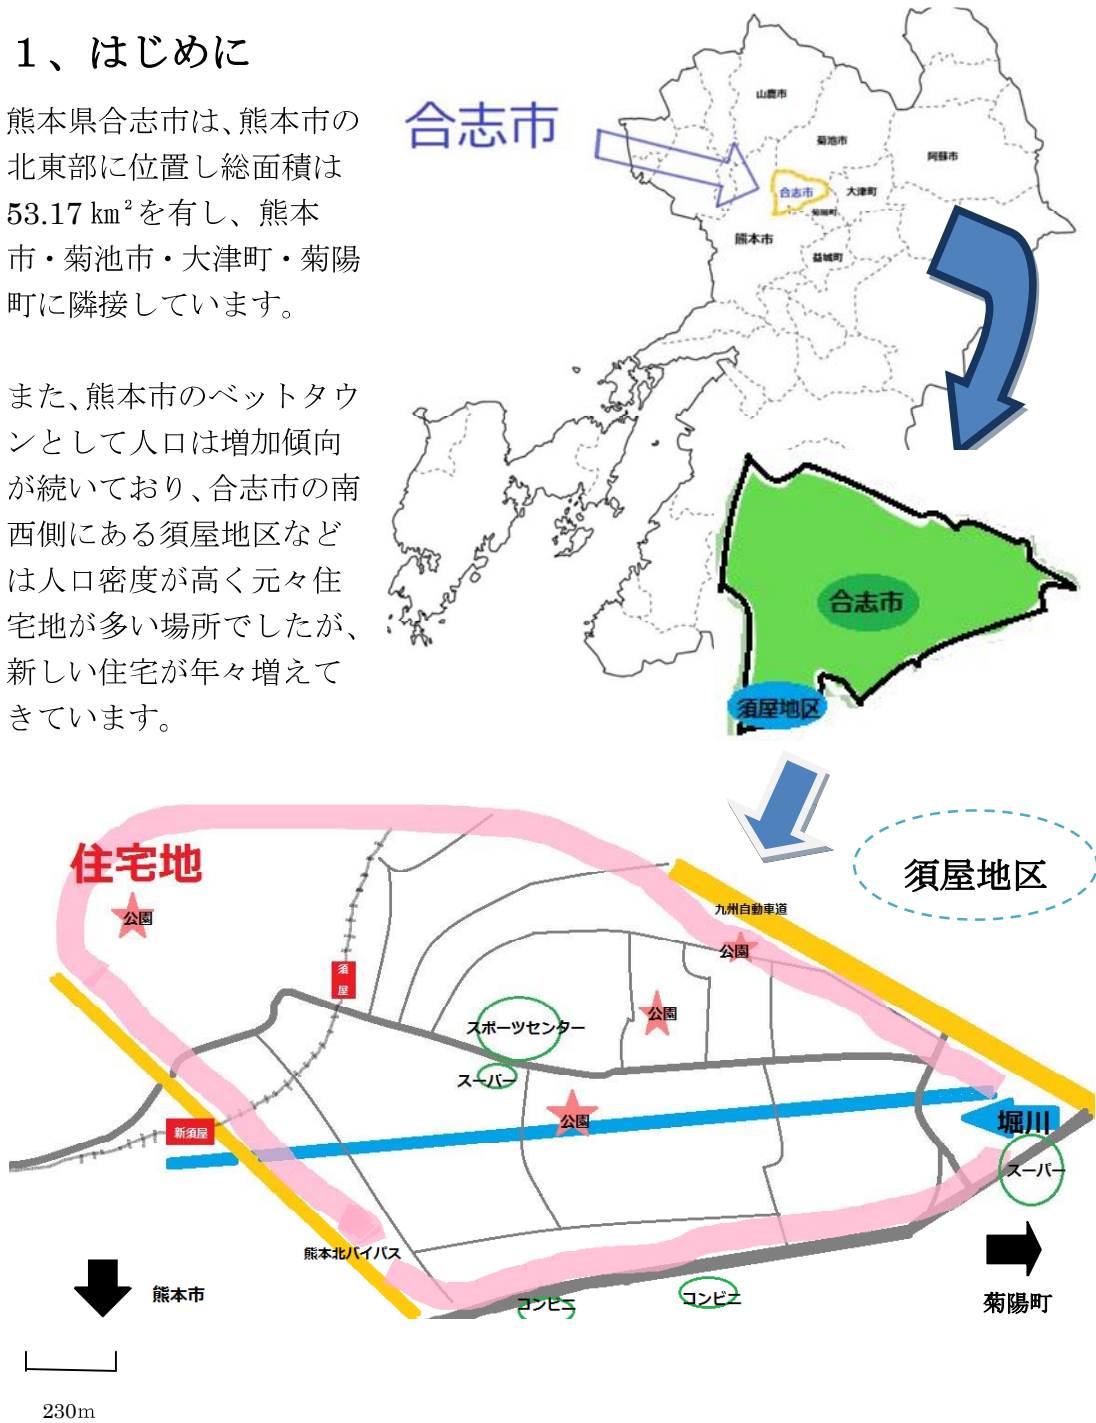 １、はじめに
熊本県合志市は、熊本市の
北東部に位置し総面積は
53.17 ㎢を有し、熊本
市・菊池市・大津町・菊陽
町に隣接しています。
また、熊本市のベットタウ
ンとして人口は増加傾向
が続いており、合志市の南
西側にある須屋地区など
は人口密度が高く元々住
宅地が多い場所でしたが、
新しい住宅が年々増えて
きています。
合志市
山鹿市
菊池市
阿蘇市
合志市
大津町
菊陽町
熊本市
益城町
合志市
須屋地区
須屋地区
住宅地
公園
九州自動車道
公園
須屋
公園
スポーツセンター
スーパー
公園
堀川
新須屋
スーパー
熊本北バイパス
熊本市
コンビニ
コンビニ
菊陽町
230m